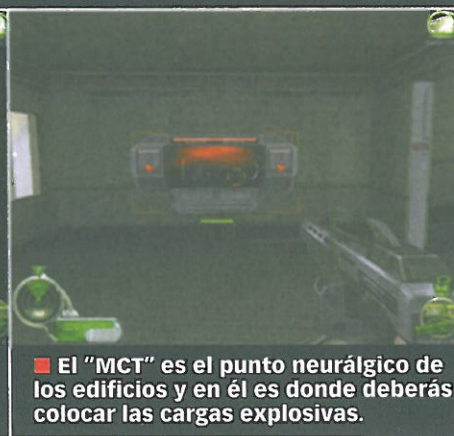 ■ El "MCT" es el punto neurálgico de
los edificios y en él es donde deberás
colocar las cargas explosivas.